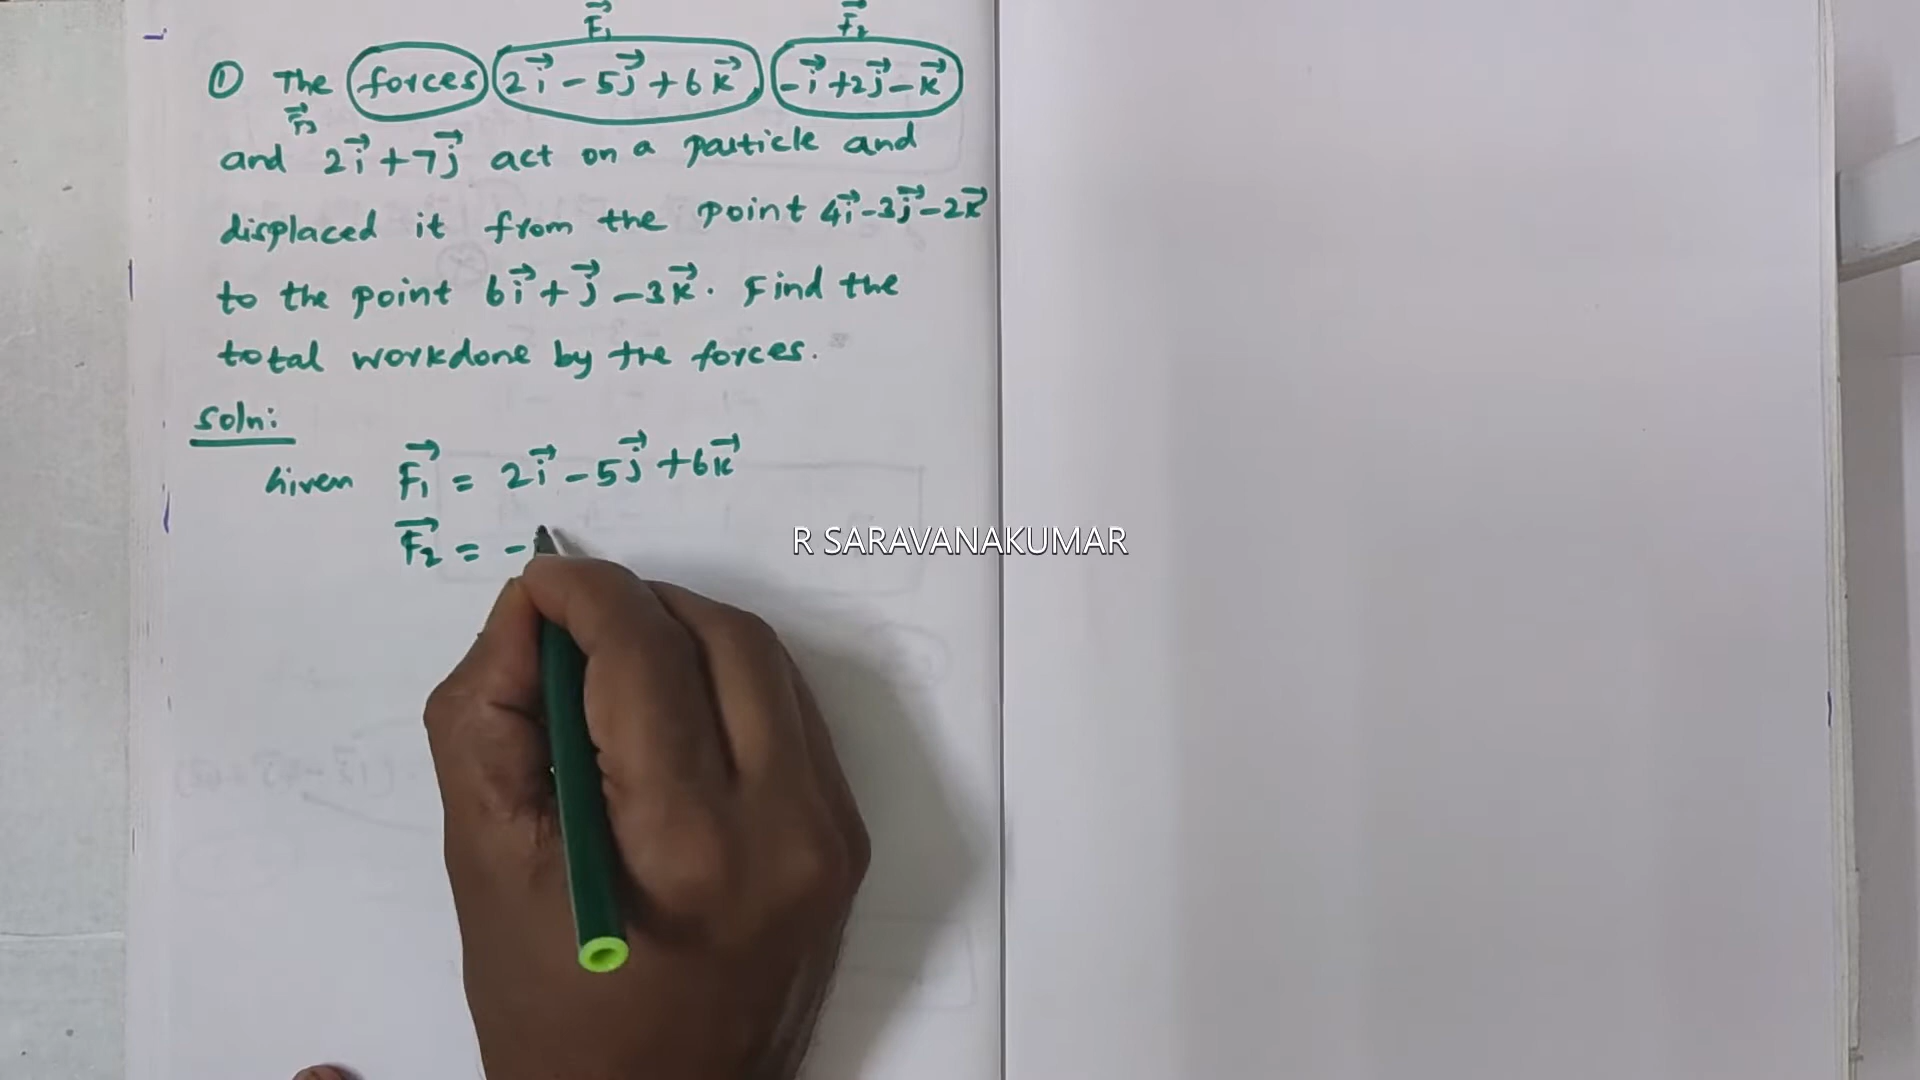 F₁⃗ F₂⃗
① The forces 2i⃗ - 5j⃗ + 6k⃗, -i⃗ + 2j⃗ - k⃗
F₃⃗
and 2i⃗ + 7j⃗ act on a particle and
displaced it from the point 4i⃗ - 3j⃗ - 2k⃗
to the point 6i⃗ + j⃗ - 3k⃗. Find the
total workdone by the forces.
Soln:
Given F₁⃗ = 2i⃗ - 5j⃗ + 6k⃗
F₂⃗ = -
R SARAVANAKUMAR